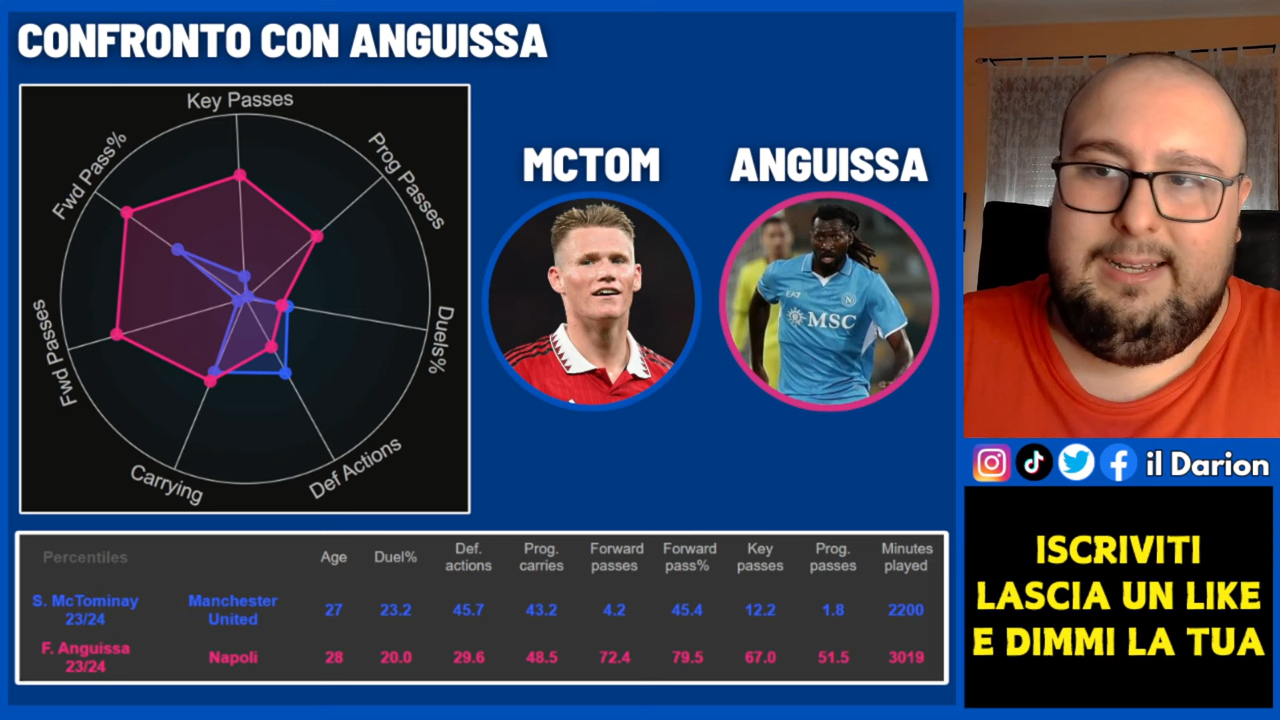 CONFRONTO CON ANGUISSA
Key Passes
Prog Passes
Duels%
Def Actions
Carrying
Fwd Passes
Fwd Pass%
MCTOM
ANGUISSA
EA7
MSC
il Darion
Percentiles Age Duel% Def. actions Prog. carries Forward passes Forward pass% Key passes Prog. passes Minutes played
S. McTominay 23/24 Manchester United 27 23.2 45.7 43.2 4.2 45.4 12.2 1.8 2200
F. Anguissa 23/24 Napoli 28 20.0 29.6 48.5 72.4 79.5 67.0 51.5 3019
ISCRIVITI
LASCIA UN LIKE
E DIMMI LA TUA